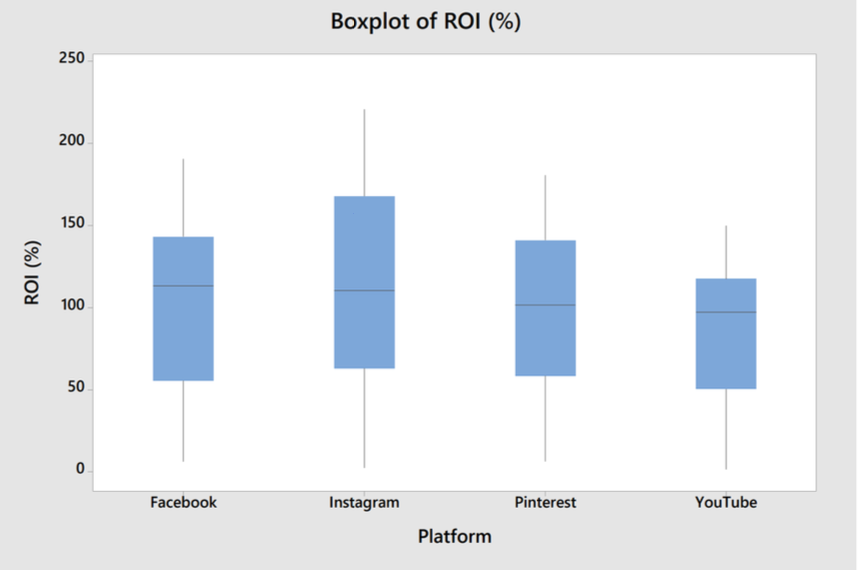 Boxplot of ROI (%)
250
200
150
100
50
0
ROI (%)
Facebook Instagram Pinterest YouTube
Platform